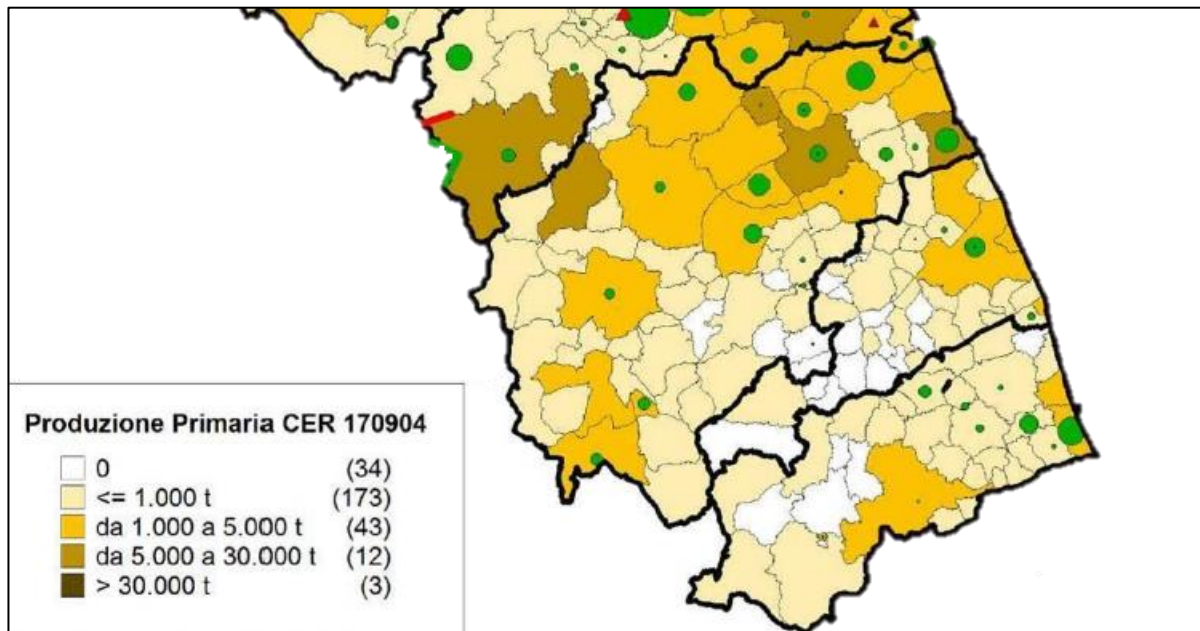 Produzione Primaria CER 170904
0 (34)
<= 1.000 t (173)
da 1.000 a 5.000 t (43)
da 5.000 a 30.000 t (12)
> 30.000 t (3)